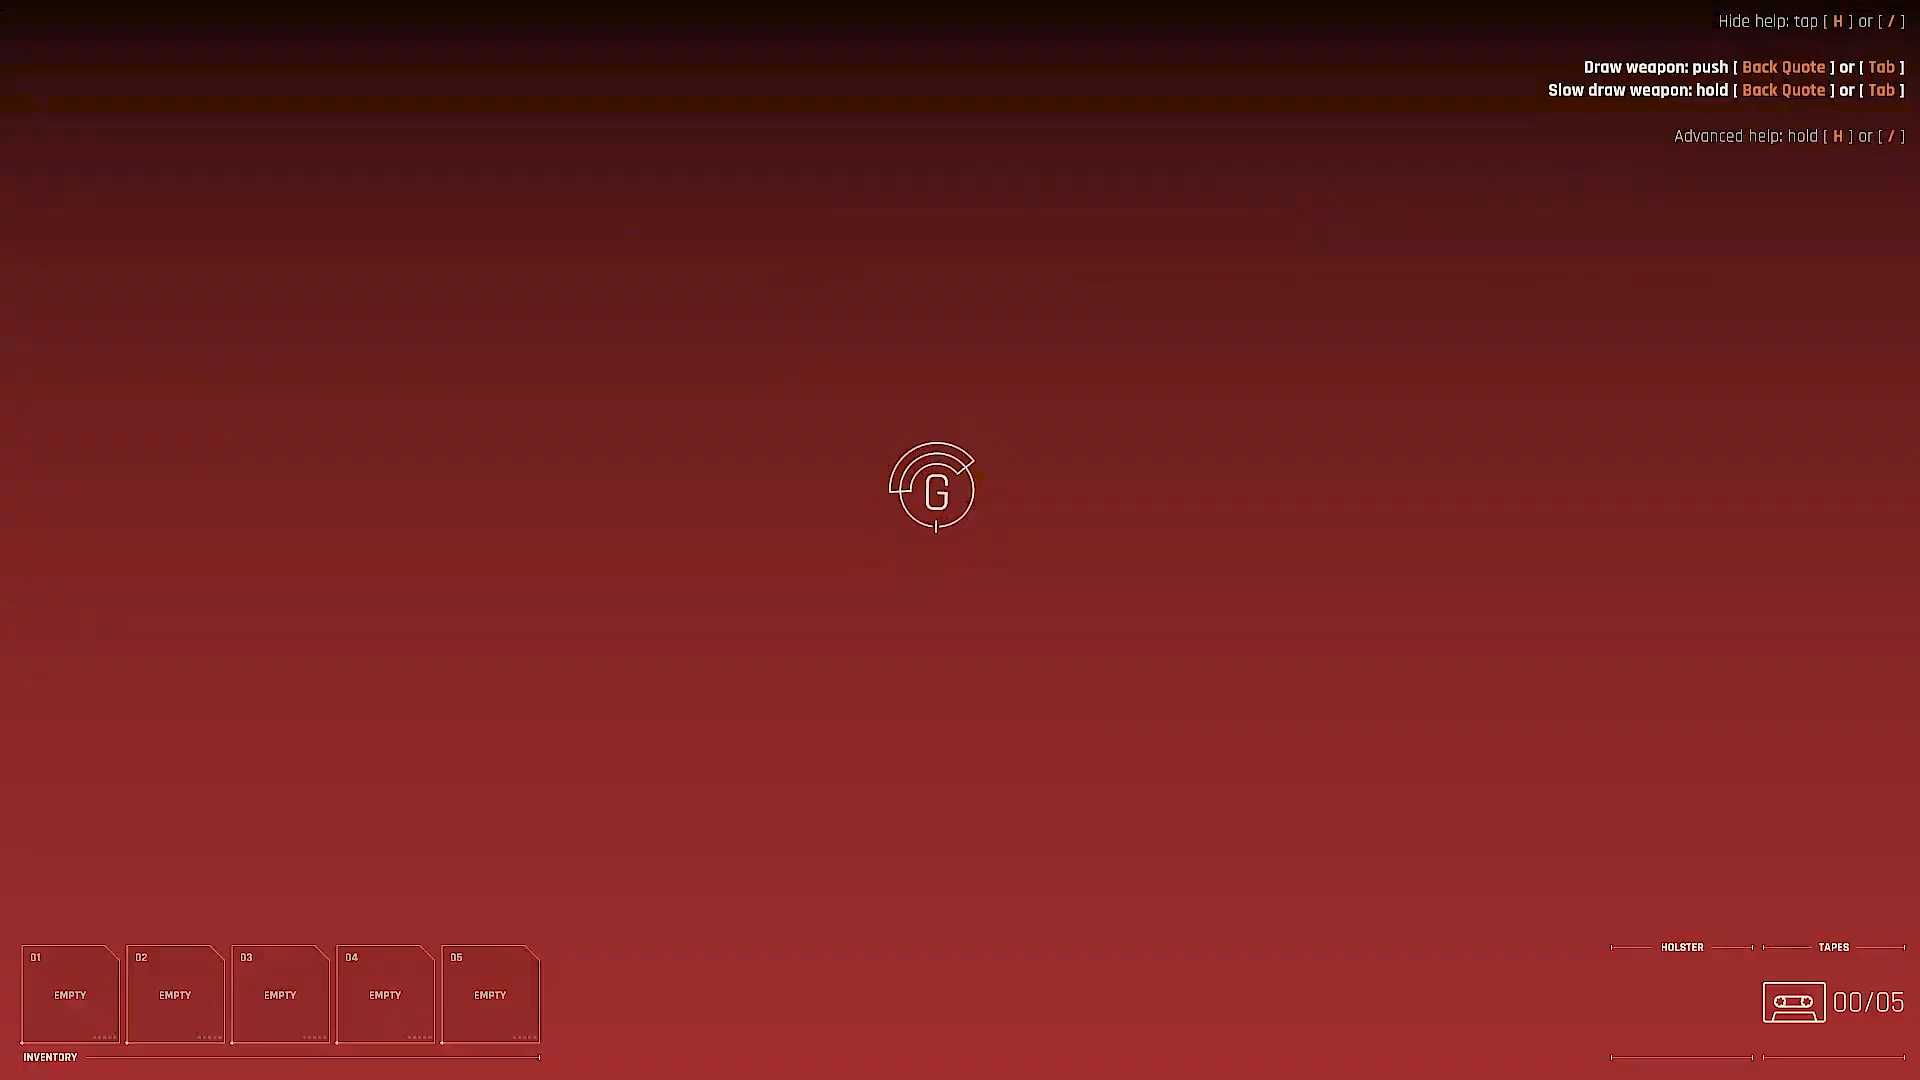 Hide help: tap [ H ] or [ / ]
Draw weapon: push [ Back Quote ] or [ Tab ]
Slow draw weapon: hold [ Back Quote ] or [ Tab ]
Advanced help: hold [ H ] or [ / ]
G
01 02 03 04 05
EMPTY EMPTY EMPTY EMPTY EMPTY
INVENTORY
HOLSTER TAPES
00/05